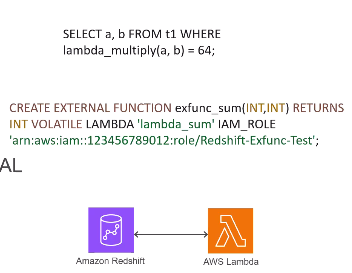 SELECT a, b FROM t1 WHERE
lambda_multiply(a, b) = 64;
CREATE EXTERNAL FUNCTION exfunc_sum(INT,INT) RETURNS
INT VOLATILE LAMBDA 'lambda_sum' IAM_ROLE
'arn:aws:iam::123456789012:role/Redshift-Exfunc-Test';
AL
Amazon Redshift
AWS Lambda